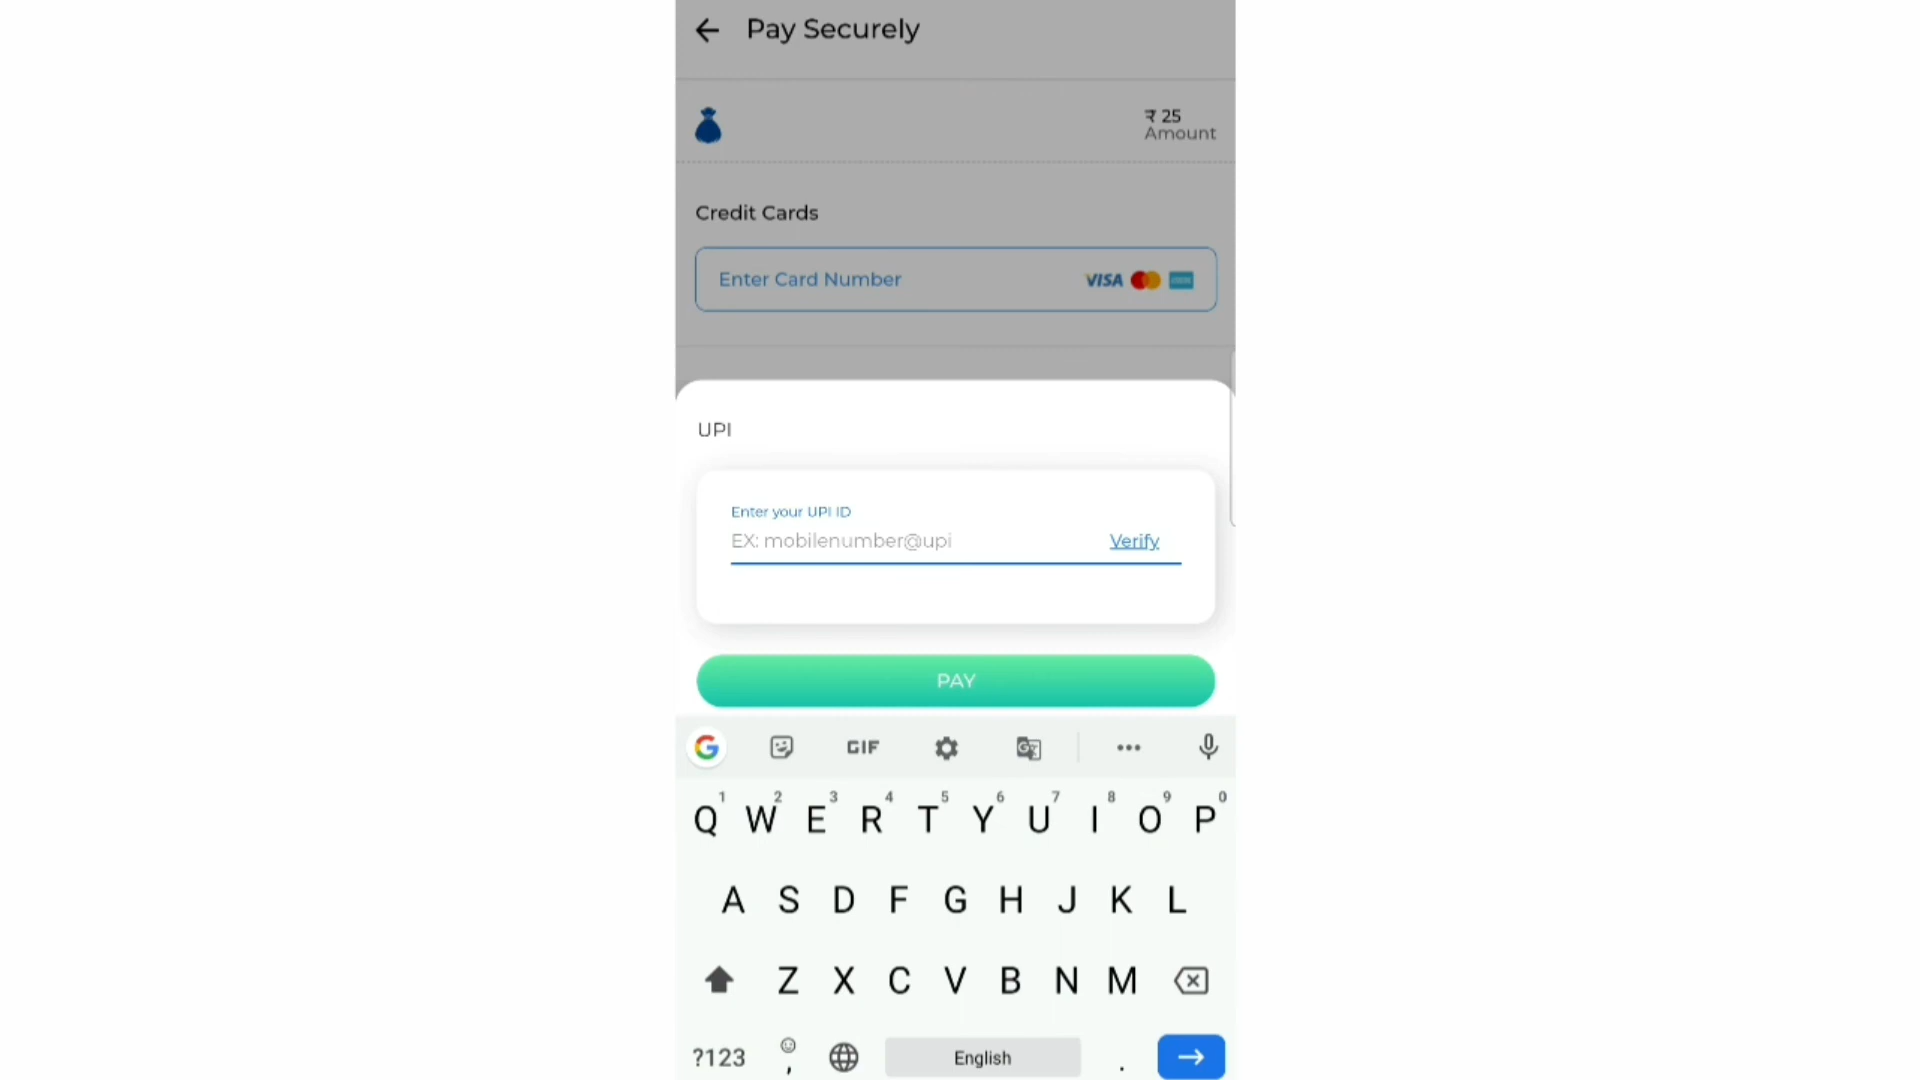 Pay Securely
₹ 25
Amount
Credit Cards
Enter Card Number VISA
UPI
Enter your UPI ID
EX: mobilenumber@upi Verify
PAY
G GIF G
1 2 3 4 5 6 7 8 9 0
Q W E R T Y U I O P
A S D F G H J K L
Z X C V B N M
?123 , English .